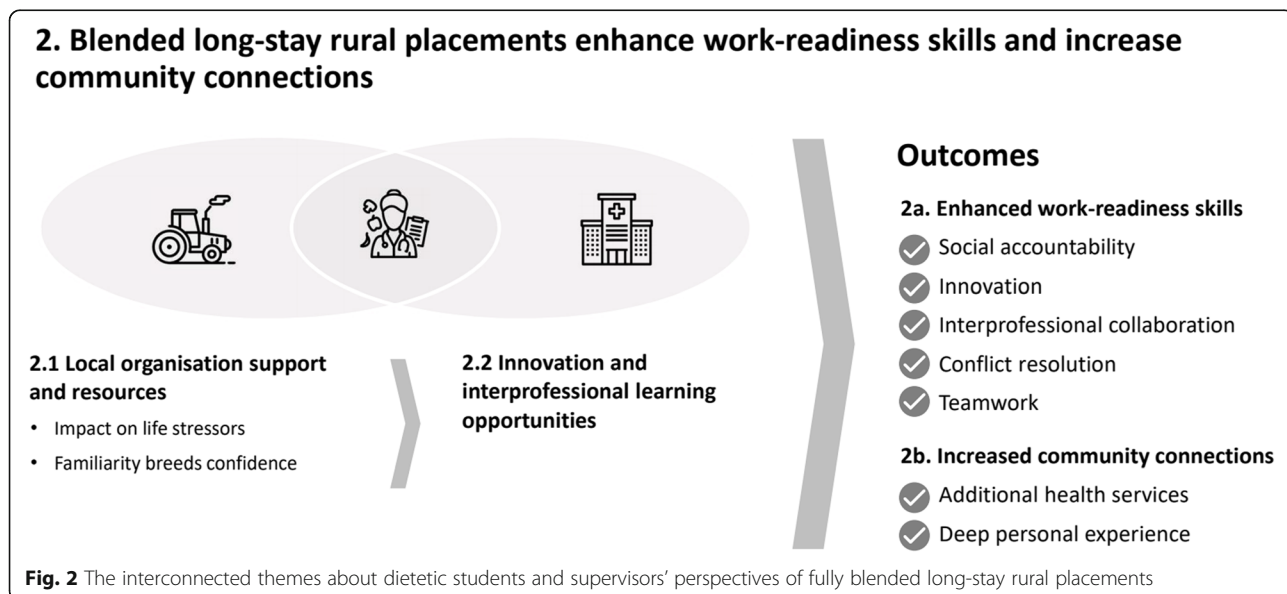 2. Blended long-stay rural placements enhance work-readiness skills and increase
community connections
2.1 Local organisation support
and resources
• Impact on life stressors
• Familiarity breeds confidence
2.2 Innovation and
interprofessional learning
opportunities
Outcomes
2a. Enhanced work-readiness skills
Social accountability
Innovation
Interprofessional collaboration
Conflict resolution
Teamwork
2b. Increased community connections
Additional health services
Deep personal experience
Fig. 2 The interconnected themes about dietetic students and supervisors’ perspectives of fully blended long-stay rural placements